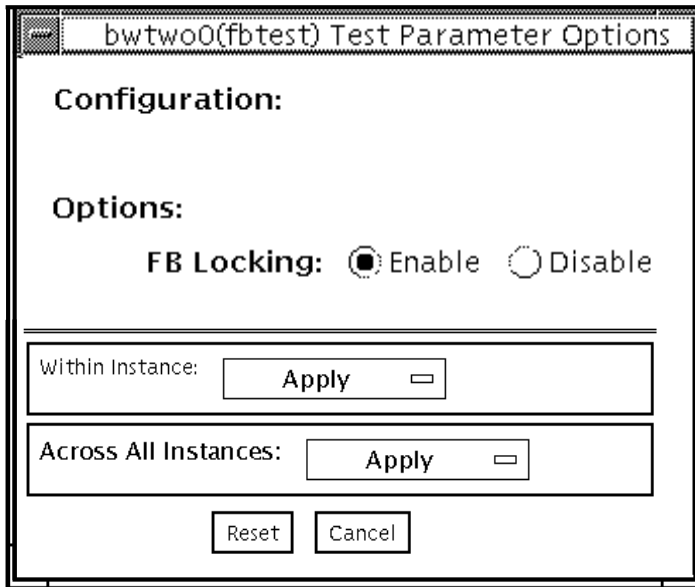 bwtwo0(fbtest) Test Parameter Options
Configuration:
Options:
FB Locking: Enable Disable
Within Instance: Apply
Across All Instances: Apply
Reset Cancel